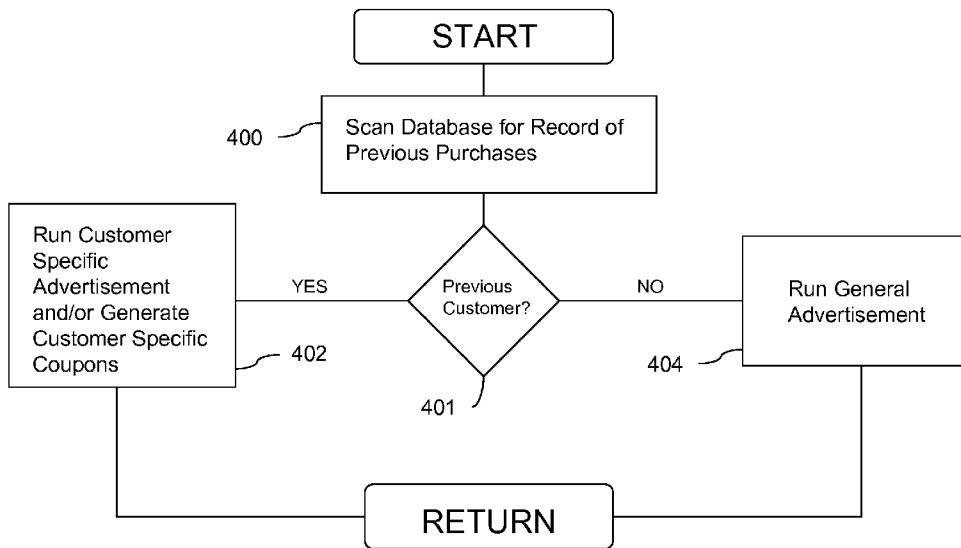 START
400
Scan Database for Record of
Previous Purchases
Run Customer
Specific
Advertisement
and/or Generate
Customer Specific
Coupons
402
YES
Previous
Customer?
401
NO
Run General
Advertisement
404
RETURN